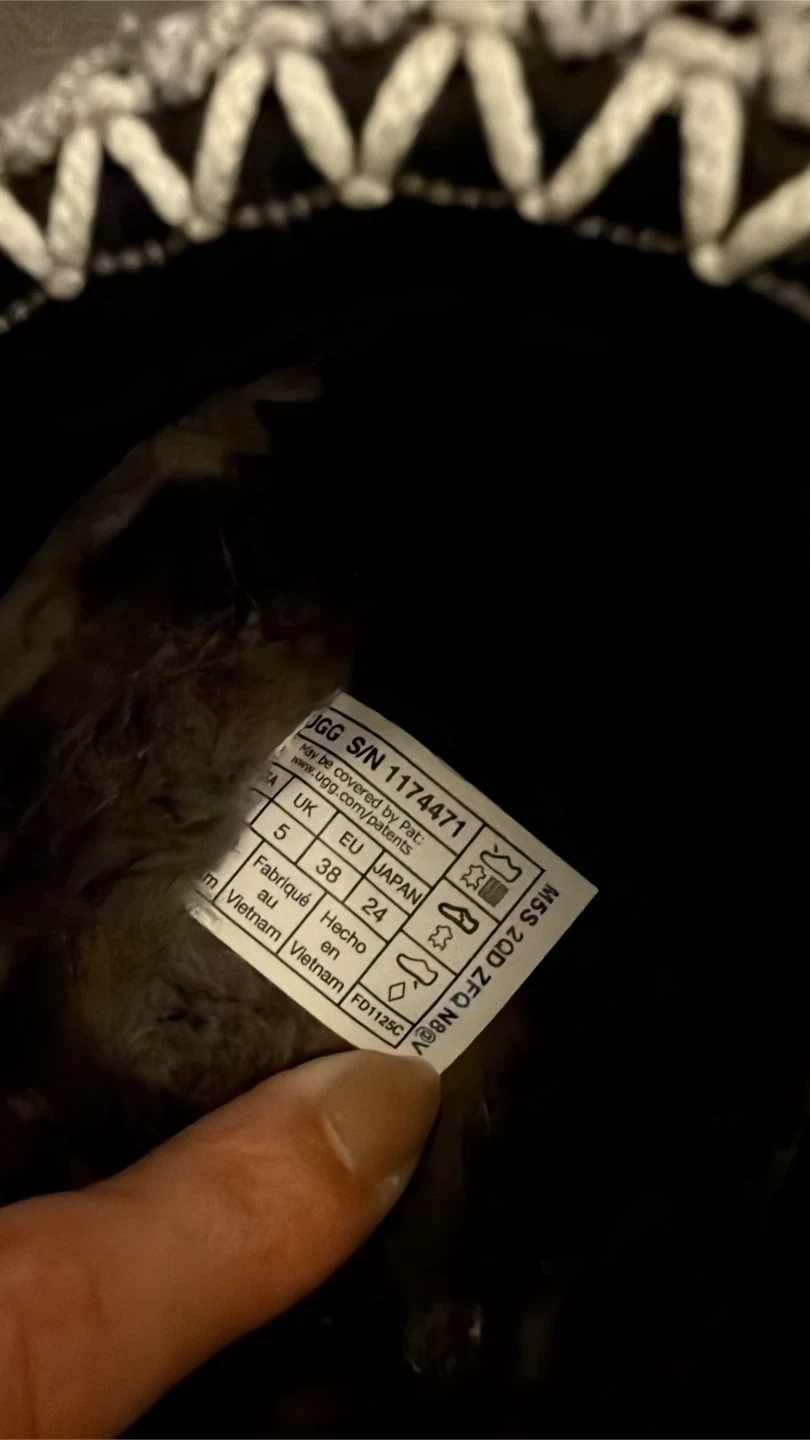 UGG S/N 1174471
May be covered by Pat:
www.ugg.com/patents
UK EU JAPAN
5 38 24
Fabriqué au Vietnam
Hecho en Vietnam
FD1125C
M5S 2QD ZFQ N8@V